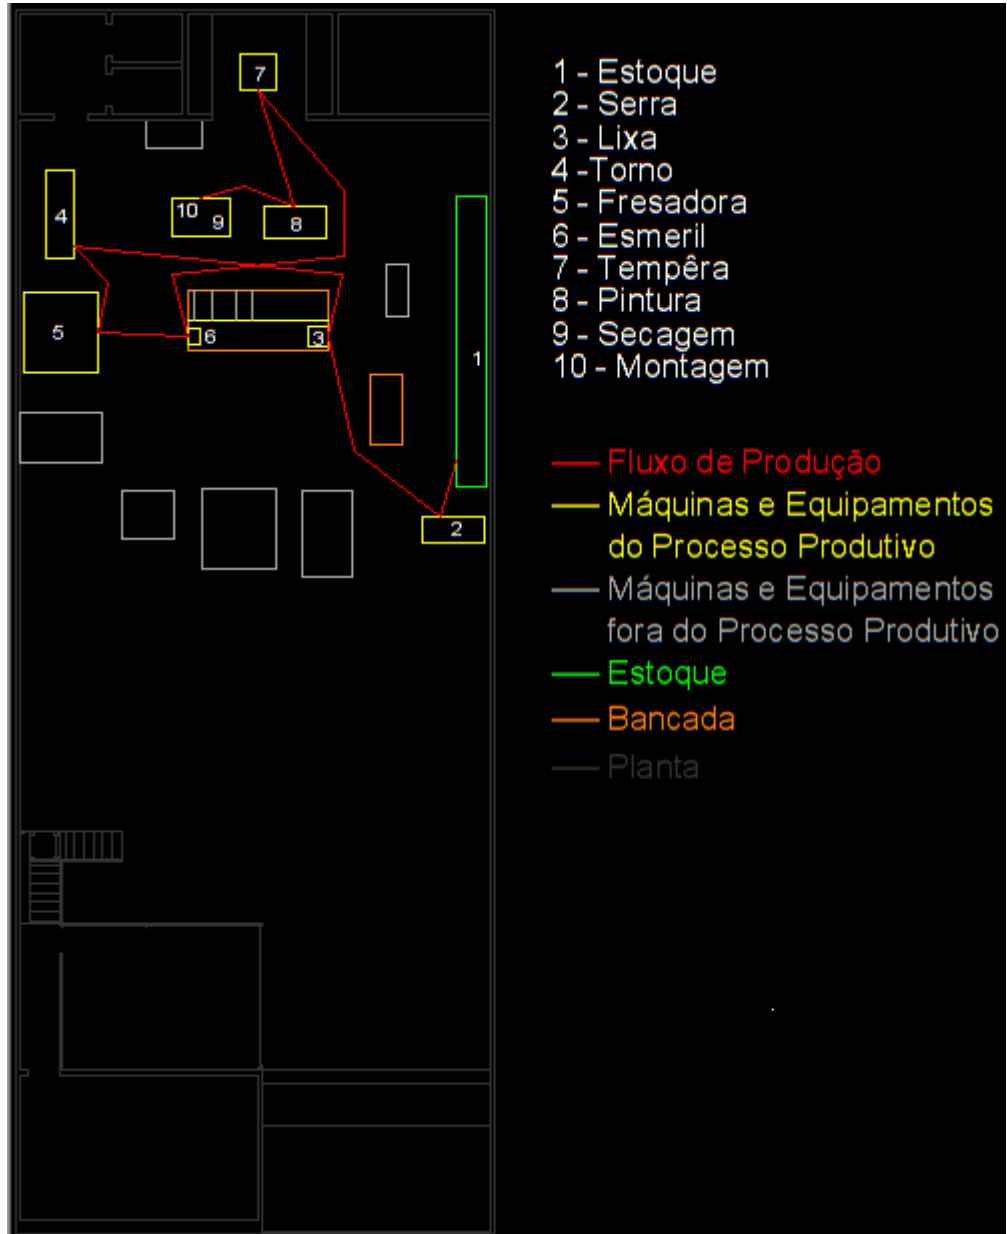 7
4
10
9
8
5
6
3
1
2
1 - Estoque
2 - Serra
3 - Lixa
4 -Torno
5 - Fresadora
6 - Esmeril
7 - Tempêra
8 - Pintura
9 - Secagem
10 - Montagem
Fluxo de Produção
Máquinas e Equipamentos
do Processo Produtivo
Máquinas e Equipamentos
fora do Processo Produtivo
Estoque
Bancada
Planta